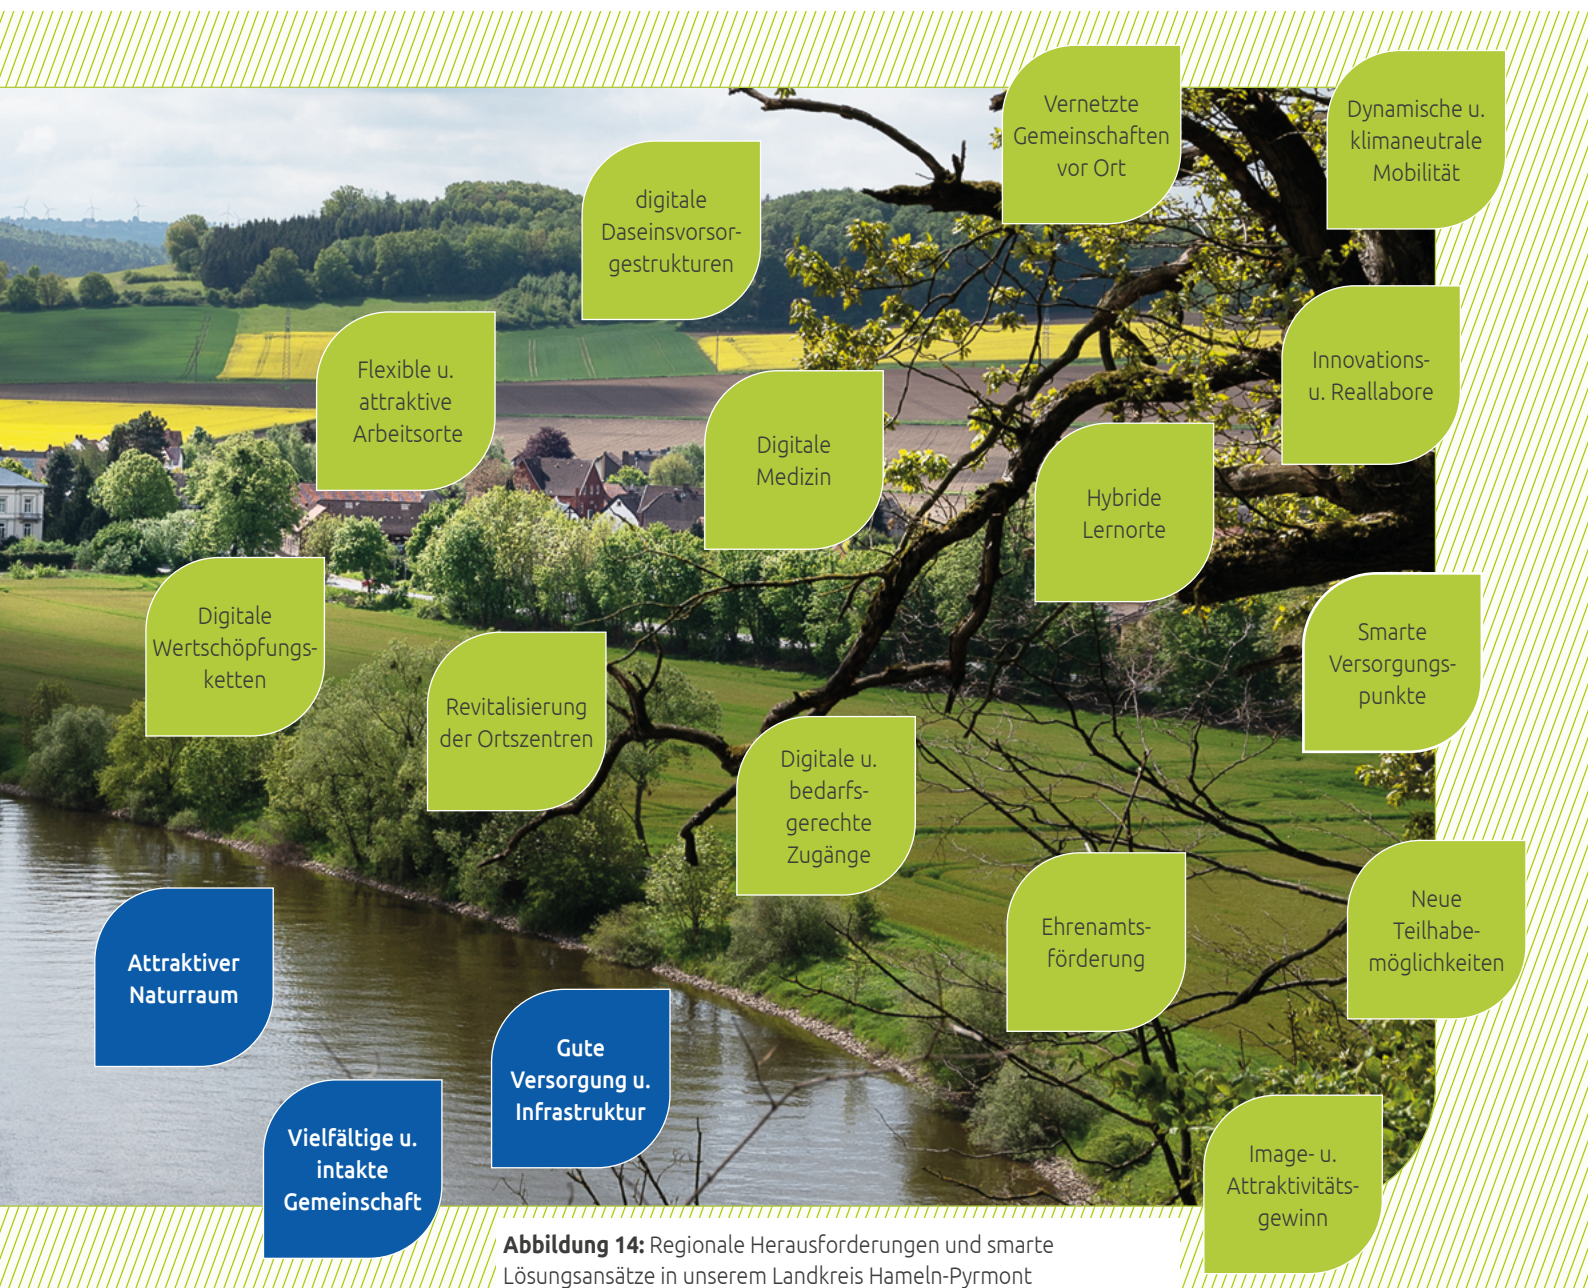 Vernetzte
Gemeinschaften
vor Ort
Dynamische u.
klimaneutrale
Mobilität
digitale
Daseinsvorsor-
gestrukturen
Flexible u.
attraktive
Arbeitsorte
Innovations-
u. Reallabore
Digitale
Medizin
Hybride
Lernorte
Digitale
Wertschöpfungs-
ketten
Smarte
Versorgungs-
punkte
Revitalisierung
der Ortszentren
Digitale u.
bedarfs-
gerechte
Zugänge
Ehrenamts-
förderung
Neue
Teilhabe-
möglichkeiten
Attraktiver
Naturraum
Gute
Versorgung u.
Infrastruktur
Vielfältige u.
intakte
Gemeinschaft
Image- u.
Attraktivitäts-
gewinn
Abbildung 14: Regionale Herausforderungen und smarte
Lösungsansätze in unserem Landkreis Hameln-Pyrmont